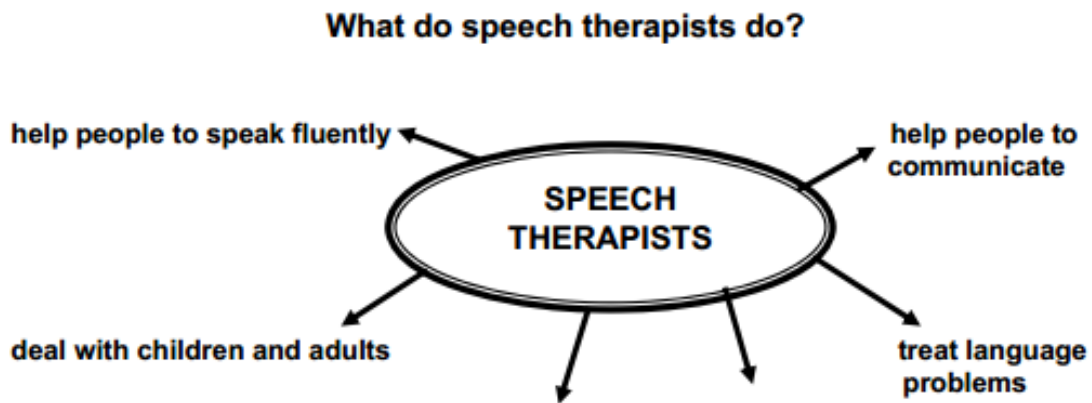 What do speech therapists do?
help people to speak fluently
help people to
communicate
SPEECH
THERAPISTS
deal with children and adults
treat language
problems